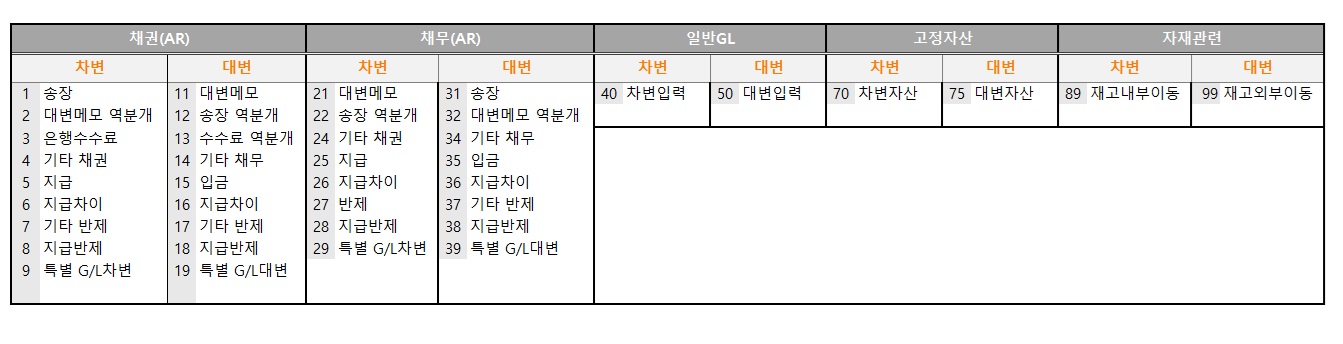 채권(AR) 채무(AR) 일반GL 고정자산 자재관련
차변 대변 차변 대변 차변 대변 차변 대변 차변 대변
1 송장 11 대변메모 21 대변메모 31 송장 40 차변입력 50 대변입력 70 차변자산 75 대변자산 89 재고내부이동 99 재고외부이동
2 대변메모 역분개 12 송장 역분개 22 송장 역분개 32 대변메모 역분개
3 은행수수료 13 수수료 역분개 24 기타 채권 34 기타 채무
4 기타 채권 14 기타 채무 25 지급 35 입금
5 지급 15 입금 26 지급차이 36 지급차이
6 지급차이 16 지급차이 27 반제 37 기타 반제
7 기타 반제 17 기타 반제 28 지급반제 38 지급반제
8 지급반제 18 지급반제 29 특별 G/L차변 39 특별 G/L대변
9 특별 G/L차변 19 특별 G/L대변